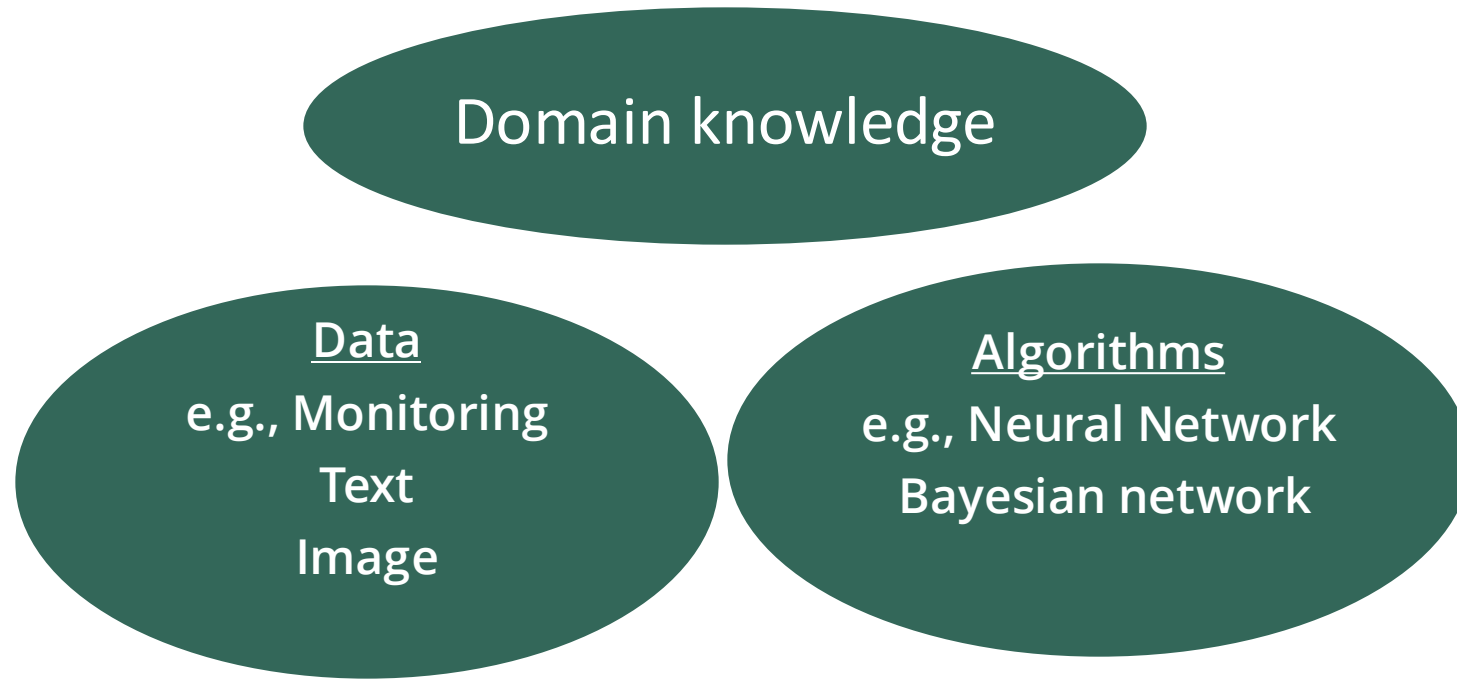 Domain knowledge
Data
e.g., Monitoring
Text
Image
Algorithms
e.g., Neural Network
Bayesian network